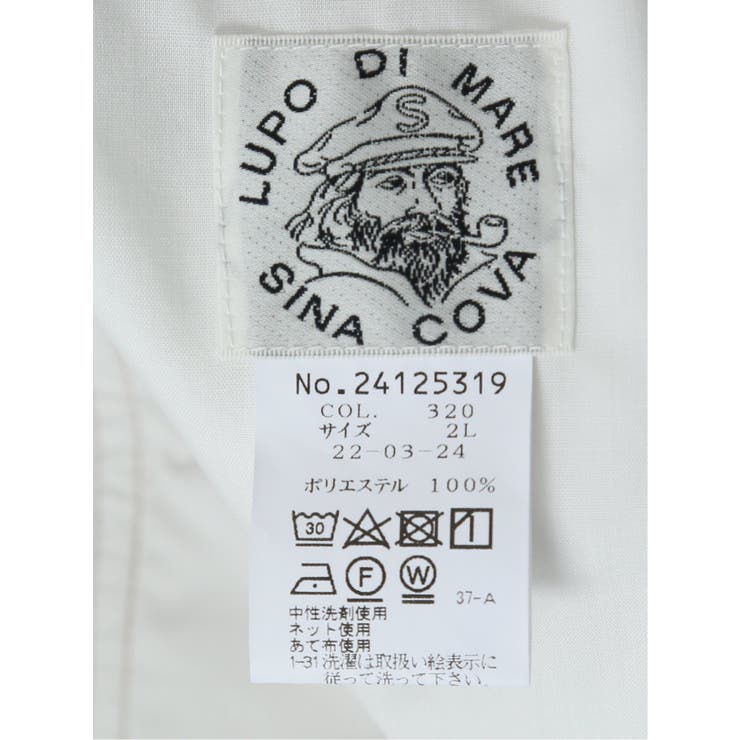 LUPO DI MARE
S
SINA COVA
No.24125319
COL. 320
サイズ 2L
22-03-24
ポリエステル 100%
30
F W 37-A
中性洗剤使用
ネット使用
あて布使用
1-31洗濯は取扱い絵表示に
従って洗って下さい。